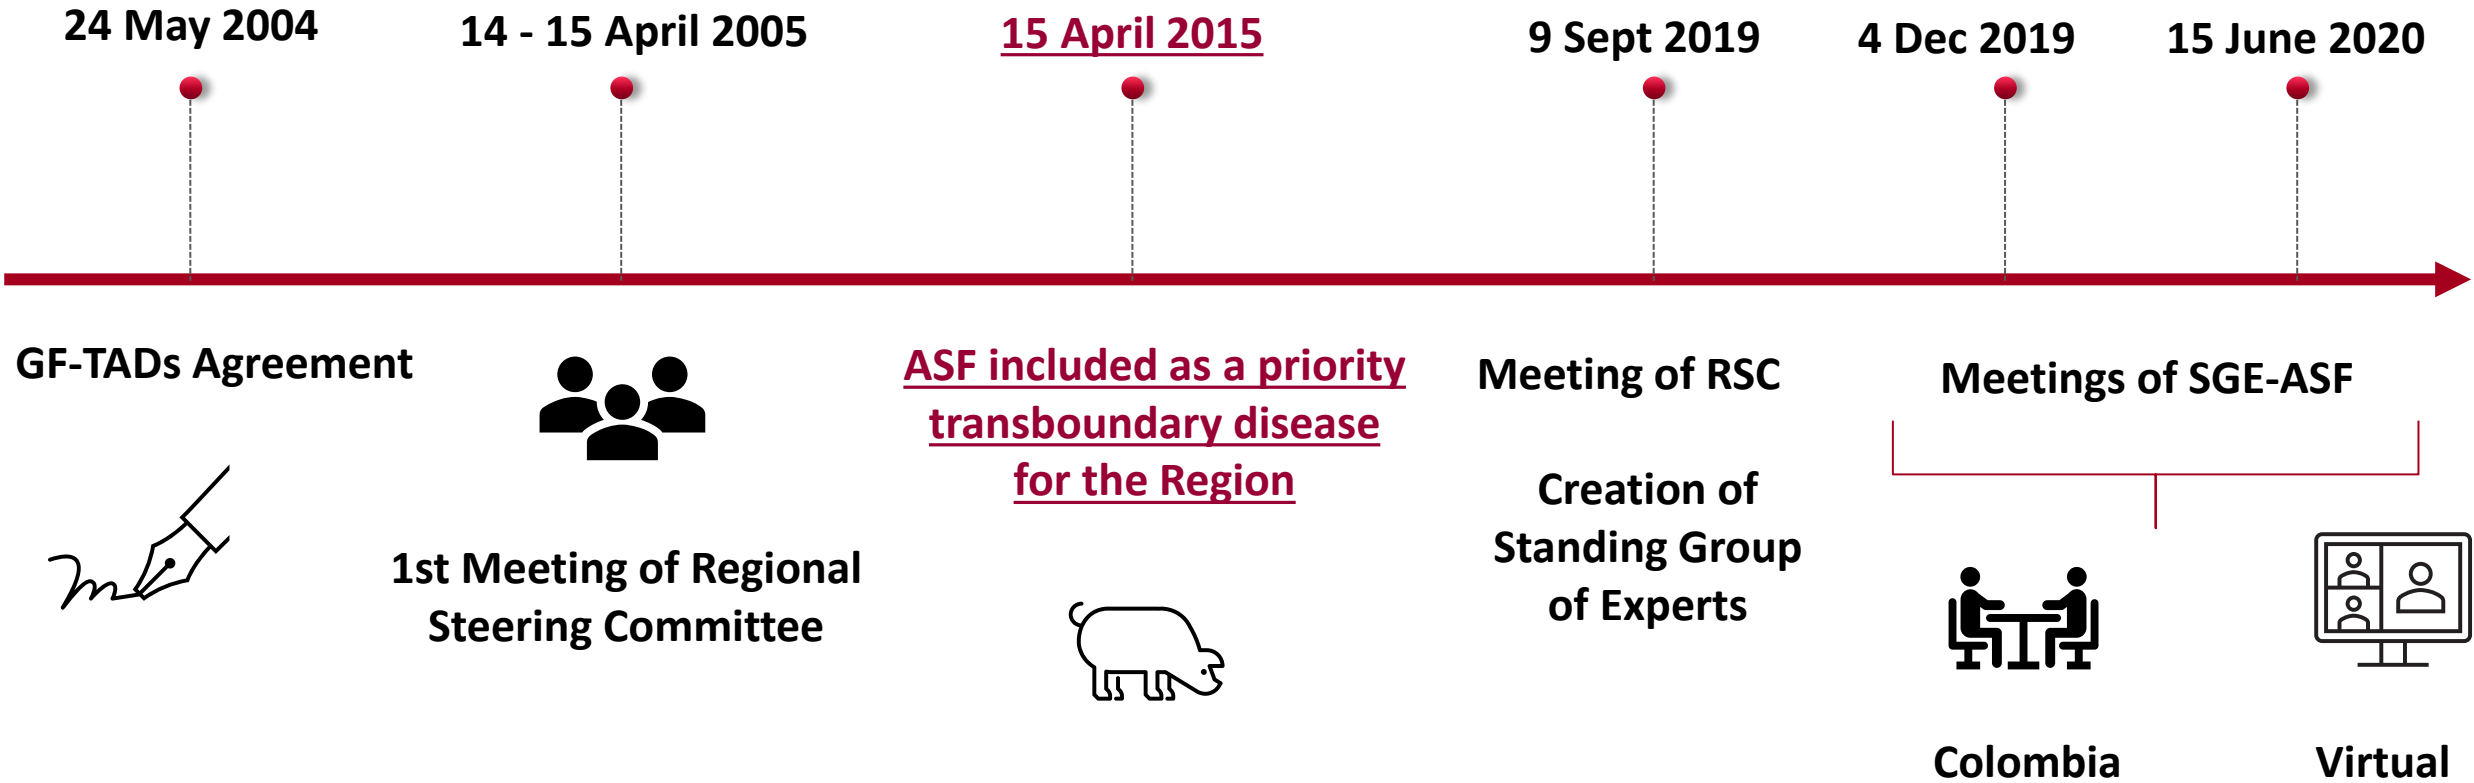 24 May 2004
14 - 15 April 2005
15 April 2015
9 Sept 2019
4 Dec 2019
15 June 2020
GF-TADs Agreement
1st Meeting of Regional
Steering Committee
ASF included as a priority
transboundary disease
for the Region
Meeting of RSC
Creation of
Standing Group
of Experts
Meetings of SGE-ASF
Colombia
Virtual